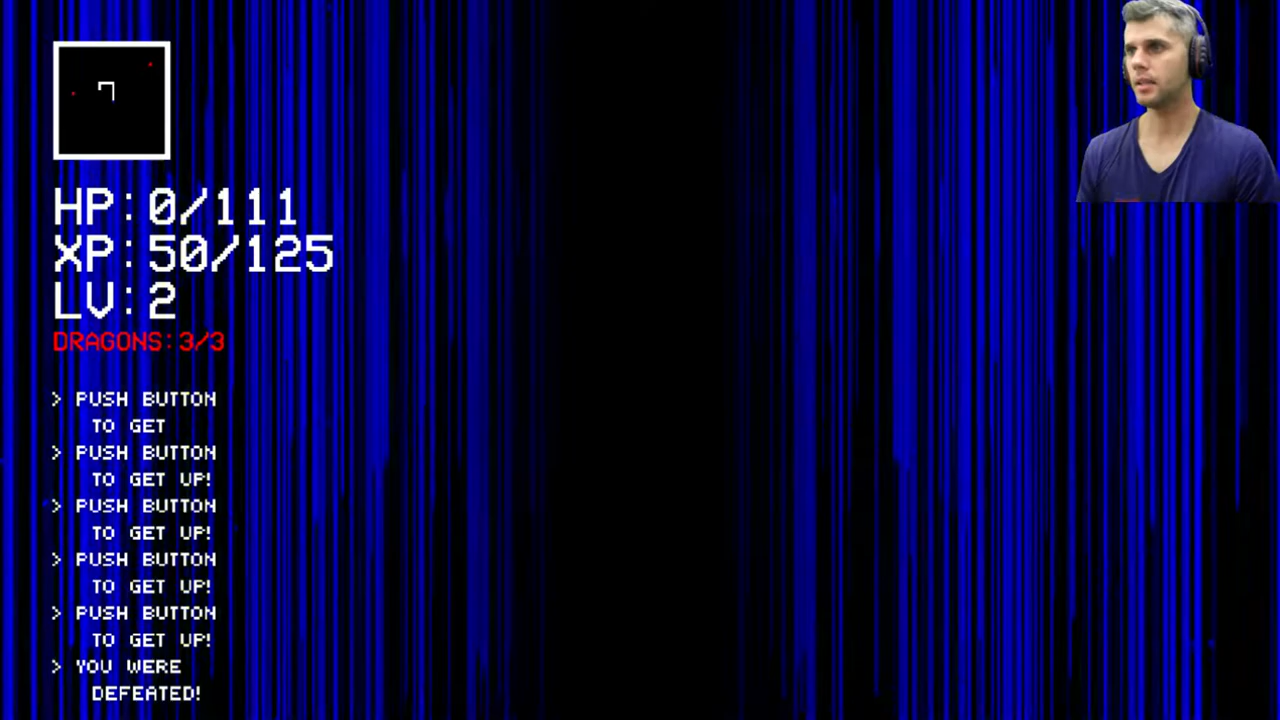 HP:0/111
XP:50/125
LV:2
DRAGONS:3/3
> PUSH BUTTON
TO GET
> PUSH BUTTON
TO GET UP!
> PUSH BUTTON
TO GET UP!
> PUSH BUTTON
TO GET UP!
> PUSH BUTTON
TO GET UP!
> YOU WERE
DEFEATED!